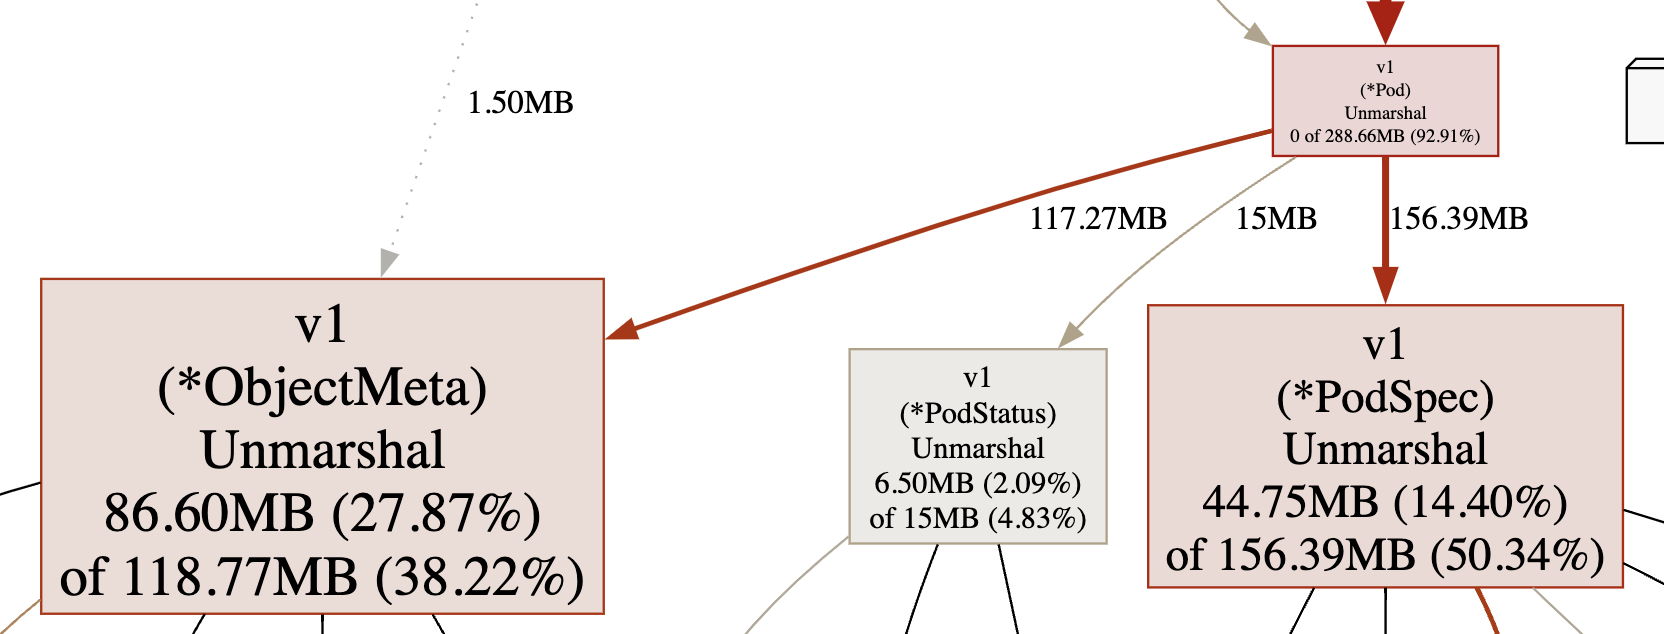 v1
(*Pod)
Unmarshal
0 of 288.66MB (92.91%)
1.50MB
117.27MB
15MB
156.39MB
v1
(*ObjectMeta)
Unmarshal
86.60MB (27.87%)
of 118.77MB (38.22%)
v1
(*PodStatus)
Unmarshal
6.50MB (2.09%)
of 15MB (4.83%)
v1
(*PodSpec)
Unmarshal
44.75MB (14.40%)
of 156.39MB (50.34%)